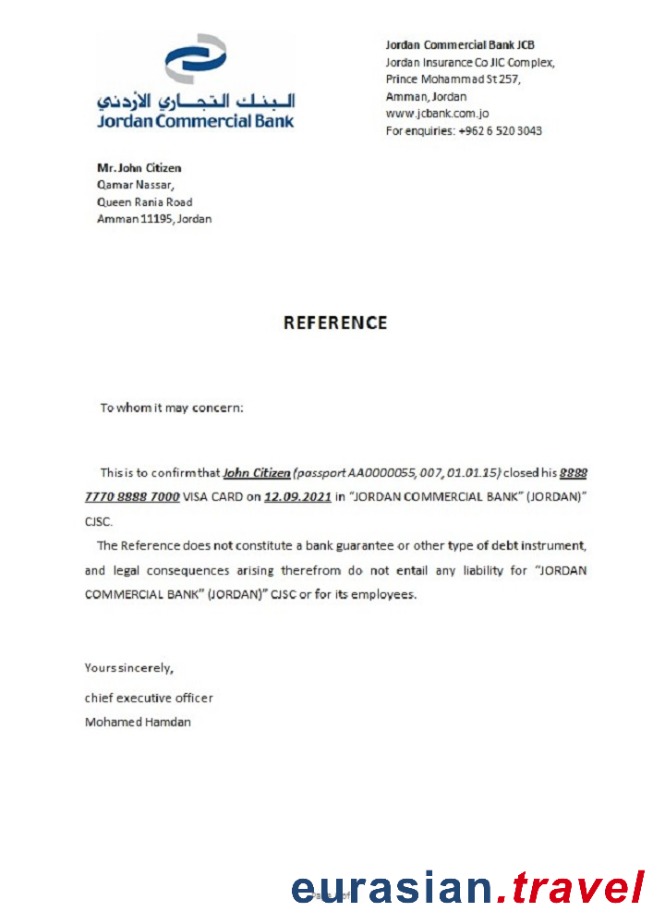 البنك التجاري الأردني
Jordan Commercial Bank
Jordan Commercial Bank JCB
Jordan Insurance Co JIC Complex,
Prince Mohammad St 257,
Amman, Jordan
www.jcbank.com.jo
For enquiries: +962 6 520 3043
Mr. John Citizen
Qamar Nassar,
Queen Rania Road
Amman 11195, Jordan
REFERENCE
To whom it may concern:
This is to confirm that John Citizen (passport AA0000055, 007, 01.01.15) closed his 8888
7770 8888 7000 VISA CARD on 12.09.2021 in “JORDAN COMMERCIAL BANK” (JORDAN)”
CJSC.
The Reference does not constitute a bank guarantee or other type of debt instrument,
and legal consequences arising therefrom do not entail any liability for “JORDAN
COMMERCIAL BANK” (JORDAN)” CJSC or for its employees.
Yours sincerely,
chief executive officer
Mohamed Hamdan
eurasian.travel